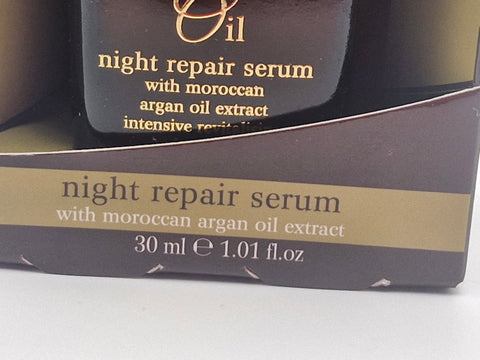 Oil
night repair serum
with moroccan
argan oil extract
intensive
night repair serum
with moroccan argan oil extract
30 ml ℮ 1.01 fl.oz